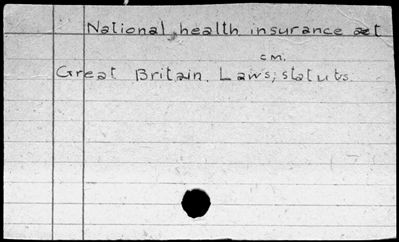 National health insurance act
c.m.
Great Britain. Laws, statuts.